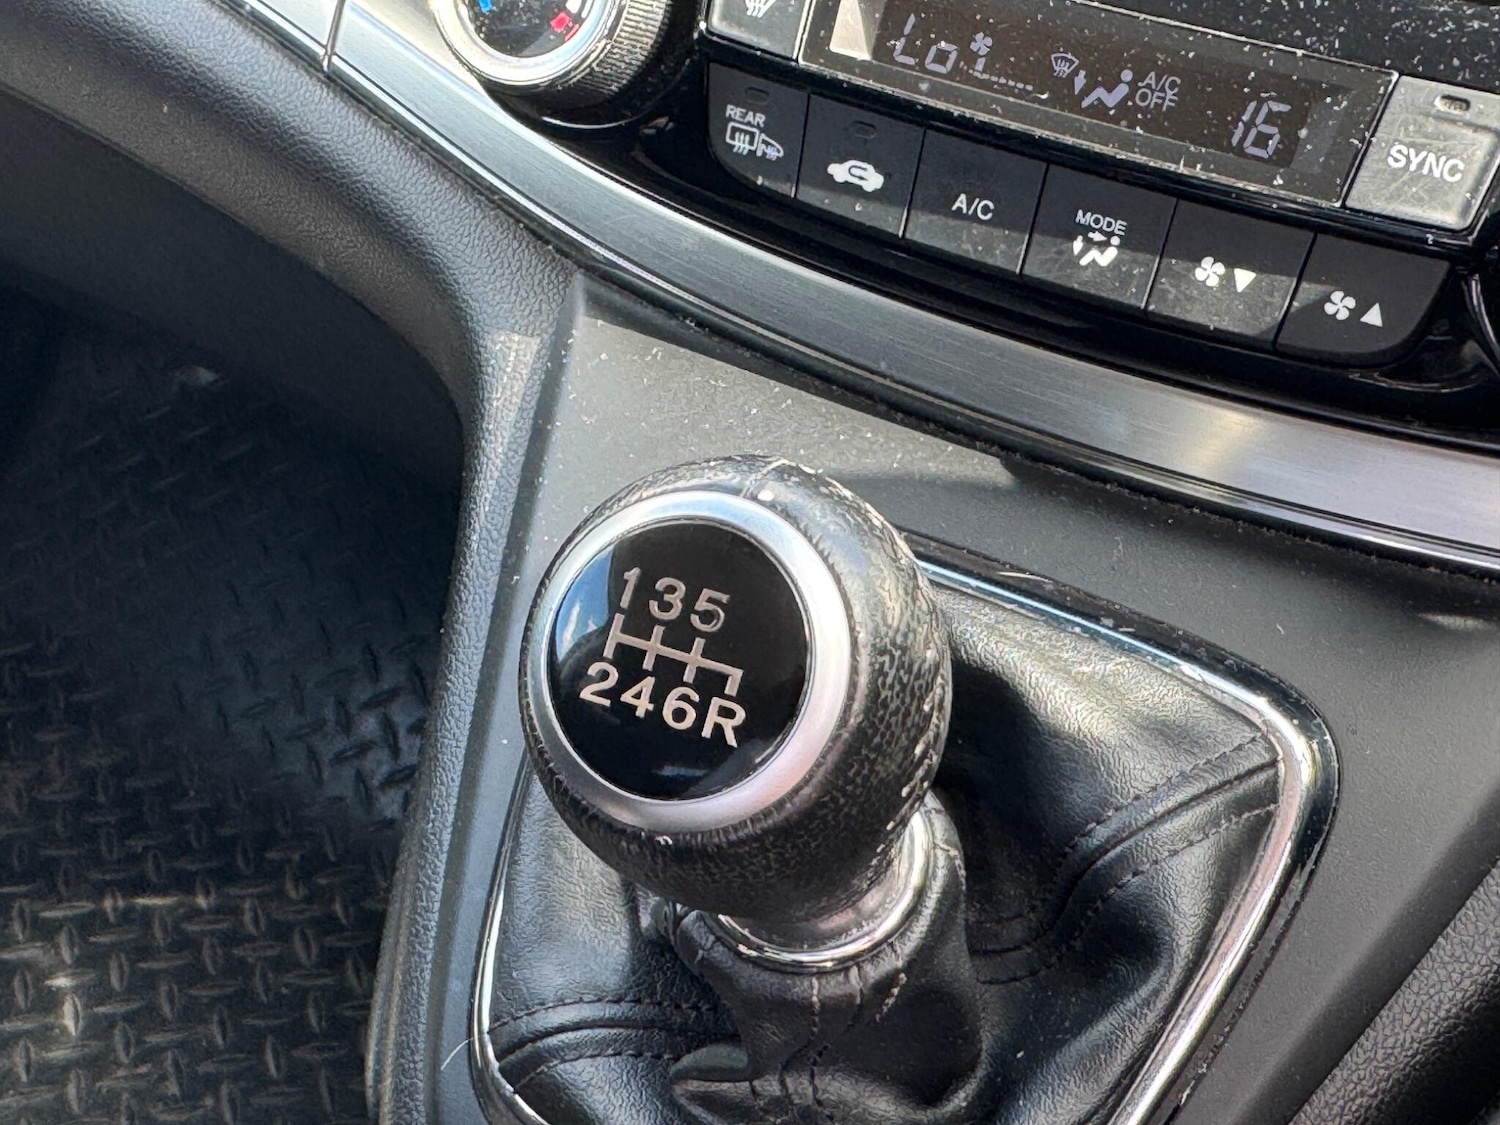 Lo
A/C
OFF
16
SYNC
REAR
A/C
MODE
135
246R